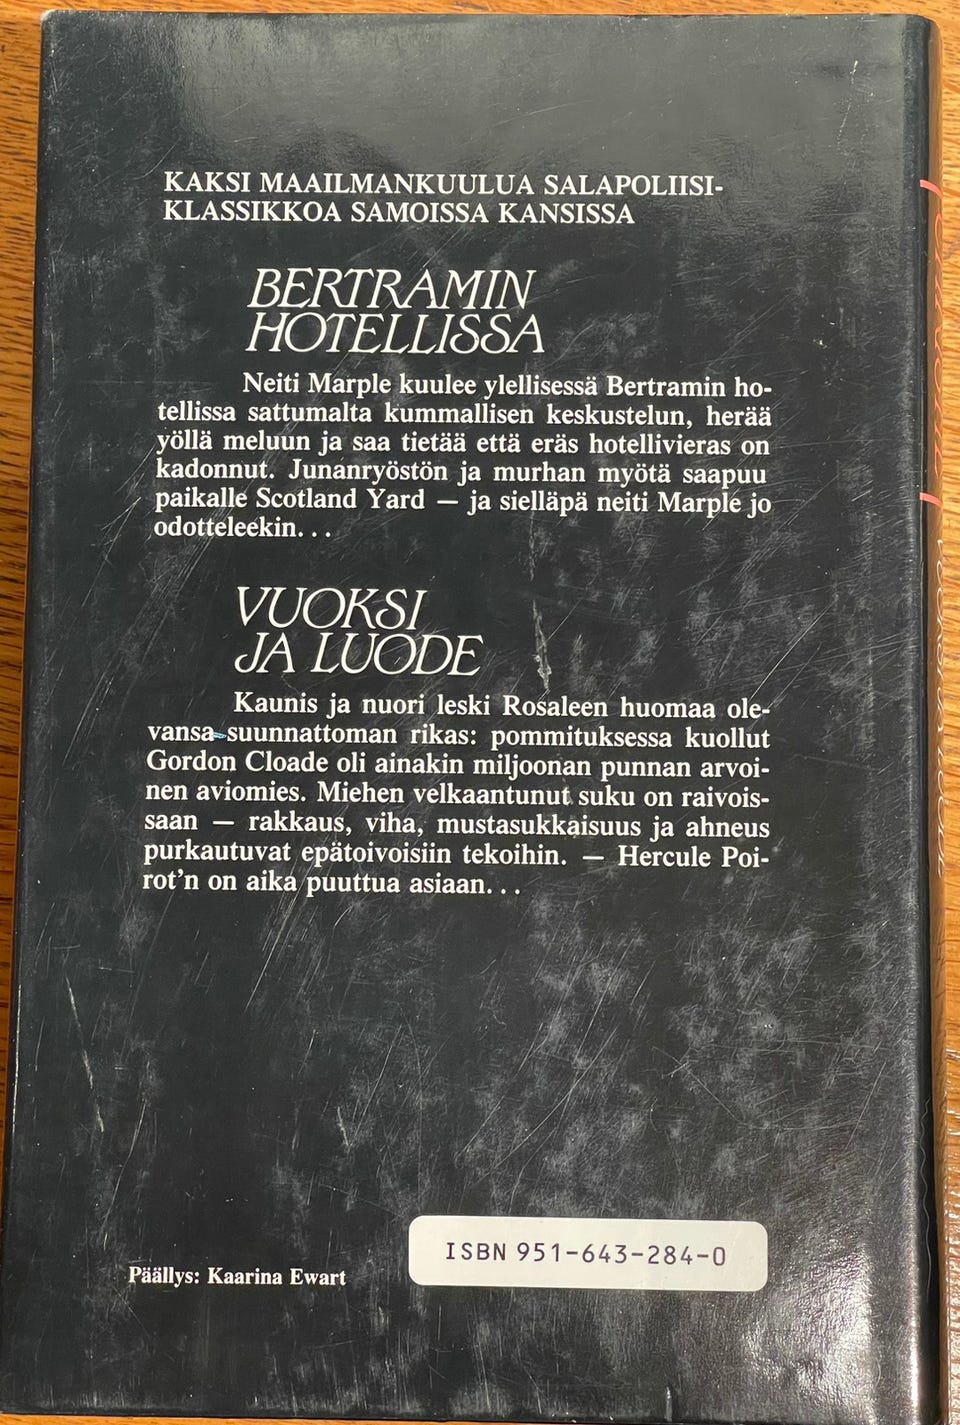 KAKSI MAAILMANKUULUA SALAPOLIISI-
KLASSIKKOA SAMOISSA KANSISSA
BERTRAMIN
HOTELLISSA
Neiti Marple kuulee ylellisessä Bertramin ho-
tellissa sattumalta kummallisen keskustelun, herää
yöllä meluun ja saa tietää että eräs hotellivieras on
kadonnut. Junanryöstön ja murhan myötä saapuu
paikalle Scotland Yard — ja sielläpä neiti Marple jo
odotteleekin...
VUOKSI
JA LUODE
Kaunis ja nuori leski Rosaleen huomaa ole-
vansa suunnattoman rikas: pommituksessa kuollut
Gordon Cloade oli ainakin miljoonan punnan arvoi-
nen aviomies. Miehen velkaantunut suku on raivois-
saan — rakkaus, viha, mustasukkaisuus ja ahneus
purkautuvat epätoivoisiin tekoihin. — Hercule Poi-
rot'n on aika puuttua asiaan...
ISBN 951-643-284-0
Päällys: Kaarina Ewart